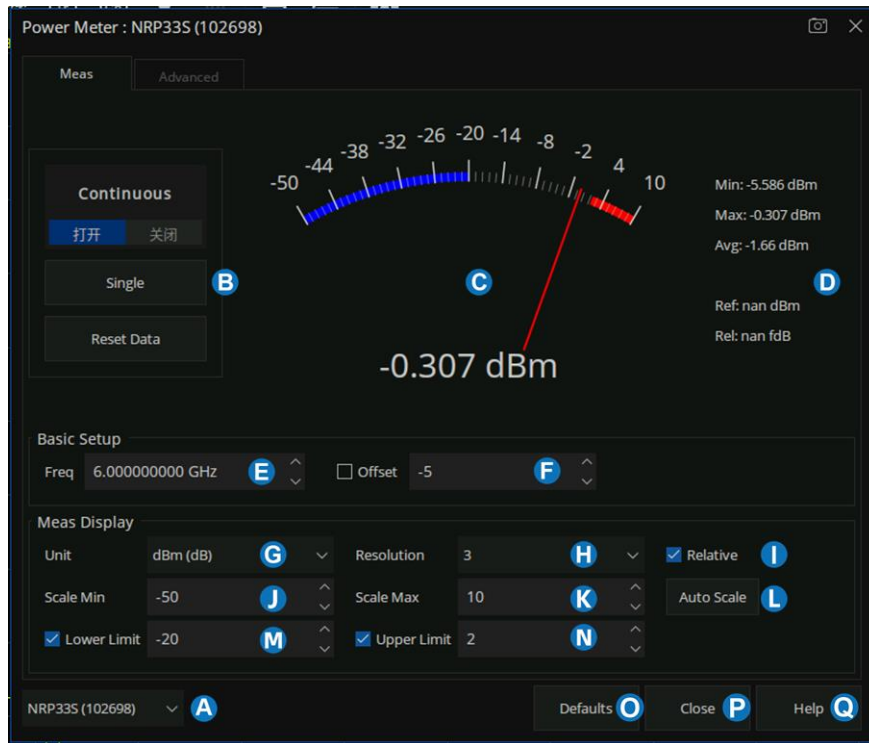 Power Meter : NRP33S (102698)
Meas Advanced
-50 -44 -38 -32 -26 -20 -14 -8 -2 4 10
Continuous
打开 关闭
Single B
Reset Data
C
-0.307 dBm
Min: -5.586 dBm
Max: -0.307 dBm
Avg: -1.66 dBm
D
Ref: nan dBm
Rel: nan fdB
Basic Setup
Freq 6.000000000 GHz E Offset -5 F
Meas Display
Unit dBm (dB) G Resolution 3 H Relative I
Scale Min -50 J Scale Max 10 K Auto Scale L
Lower Limit -20 M Upper Limit 2 N
NRP33S (102698) A Defaults O Close P Help Q